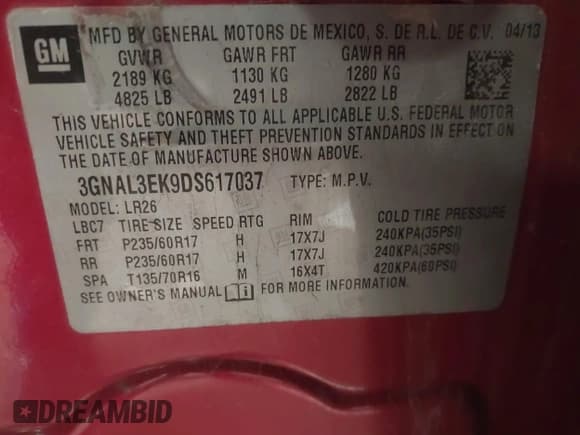 GM
MFD BY GENERAL MOTORS DE MEXICO, S. DE R.L. DE C.V. 04/13
GVWR GAWR FRT GAWR RR
2189 KG 1130 KG 1280 KG
4825 LB 2491 LB 2822 LB
THIS VEHICLE CONFORMS TO ALL APPLICABLE U.S. FEDERAL MOTOR
VEHICLE SAFETY AND THEFT PREVENTION STANDARDS IN EFFECT ON
THE DATE OF MANUFACTURE SHOWN ABOVE.
3GNAL3EK9DS617037 TYPE: M.P.V.
MODEL: LR26
LBC7 TIRE SIZE SPEED RTG RIM COLD TIRE PRESSURE
FRT P235/60R17 H 17X7J 240KPA(35PSI)
RR P235/60R17 H 17X7J 240KPA(35PSI)
SPA T135/70R16 M 16X4T 420KPA(60PSI)
SEE OWNER'S MANUAL FOR MORE INFORMATION.
DREAMBID